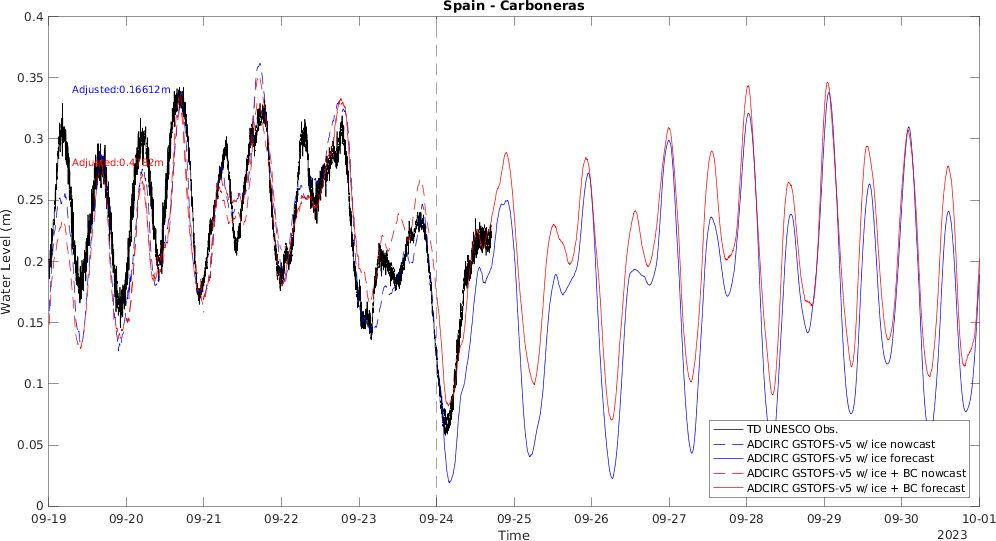 Spain - Carboneras
0.4
0.35
0.3
0.25
0.2
0.15
0.1
0.05
0
Water Level (m)
Adjusted:0.16612m
TD UNESCO Obs.
ADCIRC GSTOFS-v5 w/ ice nowcast
ADCIRC GSTOFS-v5 w/ ice forecast
ADCIRC GSTOFS-v5 w/ ice + BC nowcast
ADCIRC GSTOFS-v5 w/ ice + BC forecast
09-19 09-20 09-21 09-22 09-23 09-24 09-25 09-26 09-27 09-28 09-29 09-30 10-01
Time
2023